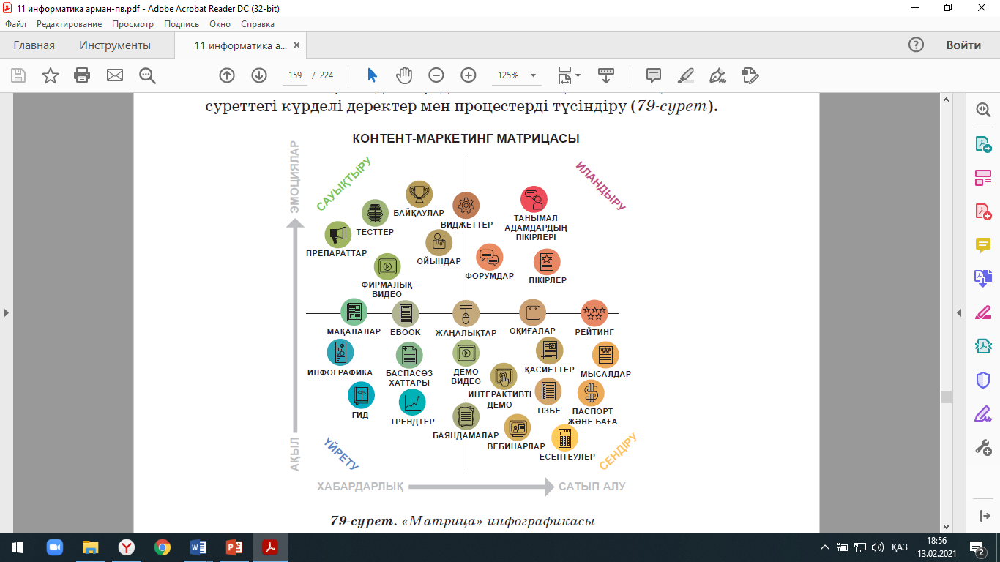 11 информатика арман-пв.pdf - Adobe Acrobat Reader DC (32-bit)
Файл Редактирование Просмотр Подпись Окно Справка
Главная Инструменты 11 информатика а... × Войти
159 / 224 125%
суреттегі күрделі деректер мен процестерді түсіндіру (79-сурет).
КОНТЕНТ-МАРКЕТИНГ МАТРИЦАСЫ
ЭМОЦИЯЛАР
САУЫҚТЫРУ
ИЛАНДЫРУ
БАЙҚАУЛАР
ВИДЖЕТТЕР
ТАНЫМАЛ
АДАМДАРДЫҢ
ПІКІРЛЕРІ
ТЕСТТЕР
ПРЕПАРАТТАР
ОЙЫНДАР
ФОРУМДАР
ПІКІРЛЕР
ФИРМАЛЫҚ
ВИДЕО
МАҚАЛАЛАР
EBOOK
ЖАҢАЛЫҚТАР
ОҚИҒАЛАР
РЕЙТИНГ
ИНФОГРАФИКА
БАСПАСӨЗ
ХАТТАРЫ
ДЕМО
ВИДЕО
ҚАСИЕТТЕР
МЫСАЛДАР
ИНТЕРАКТИВТІ
ДЕМО
ГИД
ТРЕНДТЕР
ТІЗБЕ
ПАСПОРТ
ЖӘНЕ БАҒА
БАЯНДАМАЛАР
ВЕБИНАРЛАР
ЕСЕПТЕУЛЕР
АҚЫЛ
ҮЙРЕТУ
СЕНДІРУ
ХАБАРДАРЛЫҚ
САТЫП АЛУ
79-сурет. «Матрица» инфографикасы
ҚАЗ
18:56
13.02.2021
2